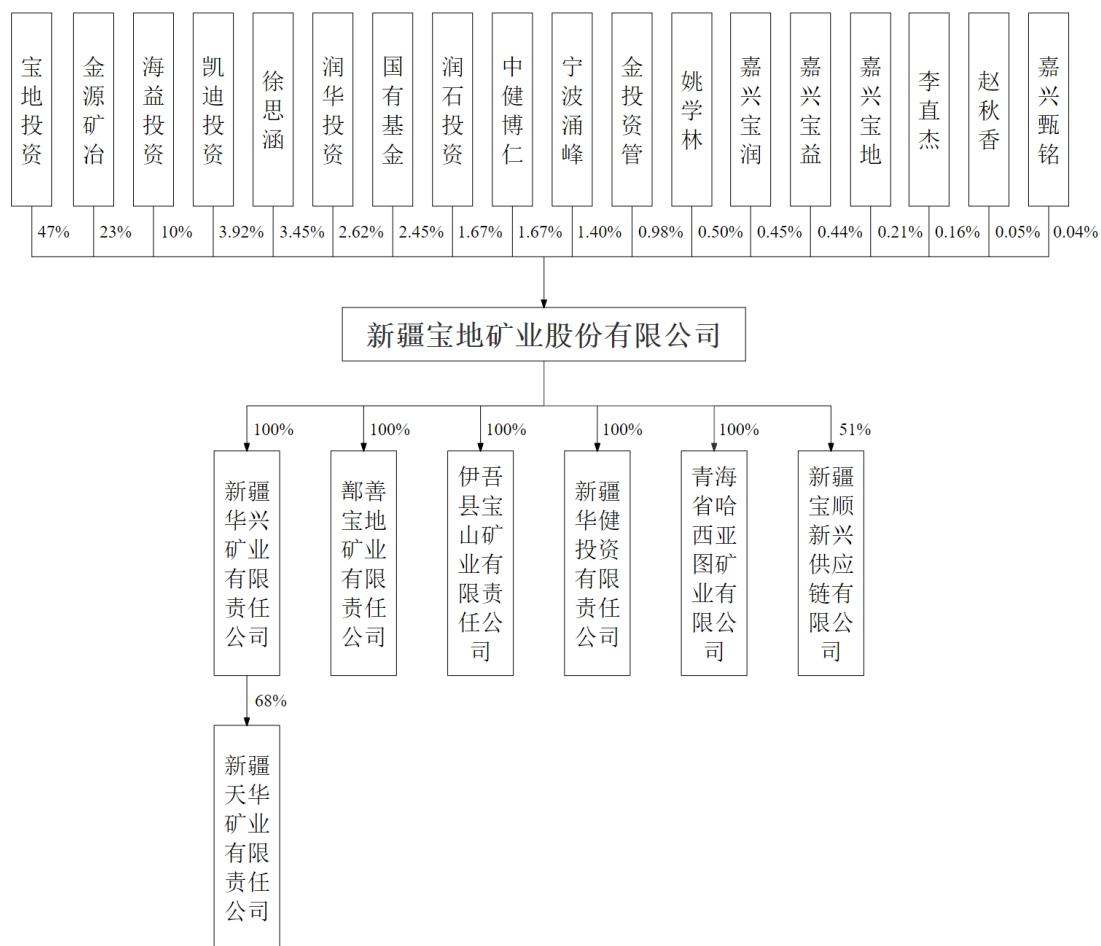 宝地投资
金源矿冶
海益投资
凯迪投资
徐思涵
润华投资
国有基金
润石投资
中健博仁
宁波涌峰
金投资管
姚学林
嘉兴宝润
嘉兴宝益
嘉兴宝地
李直杰
赵秋香
嘉兴甄铭
47%
23%
10%
3.92%
3.45%
2.62%
2.45%
1.67%
1.67%
1.40%
0.98%
0.50%
0.45%
0.44%
0.21%
0.16%
0.05%
0.04%
新疆宝地矿业股份有限公司
100%
100%
100%
100%
100%
51%
新疆华兴矿业有限责任公司
鄯善宝地矿业有限责任公司
伊吾县宝山矿业有限责任公司
新疆华健投资有限责任公司
青海省哈西亚图矿业有限公司
新疆宝顺新兴供应链有限公司
68%
新疆天华矿业有限责任公司